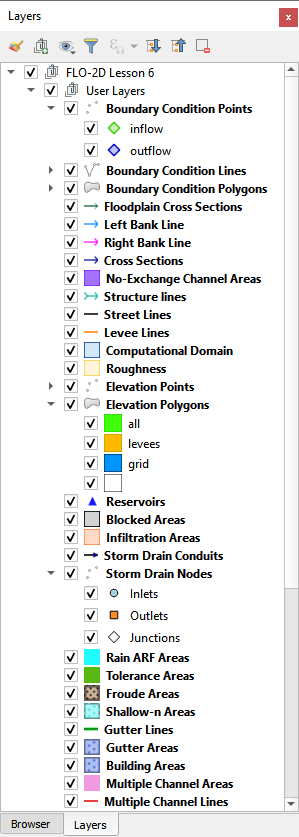 Layers
FLO-2D Lesson 6
User Layers
Boundary Condition Points
inflow
outflow
Boundary Condition Lines
Boundary Condition Polygons
Floodplain Cross Sections
Left Bank Line
Right Bank Line
Cross Sections
No-Exchange Channel Areas
Structure lines
Street Lines
Levee Lines
Computational Domain
Roughness
Elevation Points
Elevation Polygons
all
levees
grid
Reservoirs
Blocked Areas
Infiltration Areas
Storm Drain Conduits
Storm Drain Nodes
Inlets
Outlets
Junctions
Rain ARF Areas
Tolerance Areas
Froude Areas
Shallow-n Areas
Gutter Lines
Gutter Areas
Building Areas
Multiple Channel Areas
Multiple Channel Lines
Browser Layers